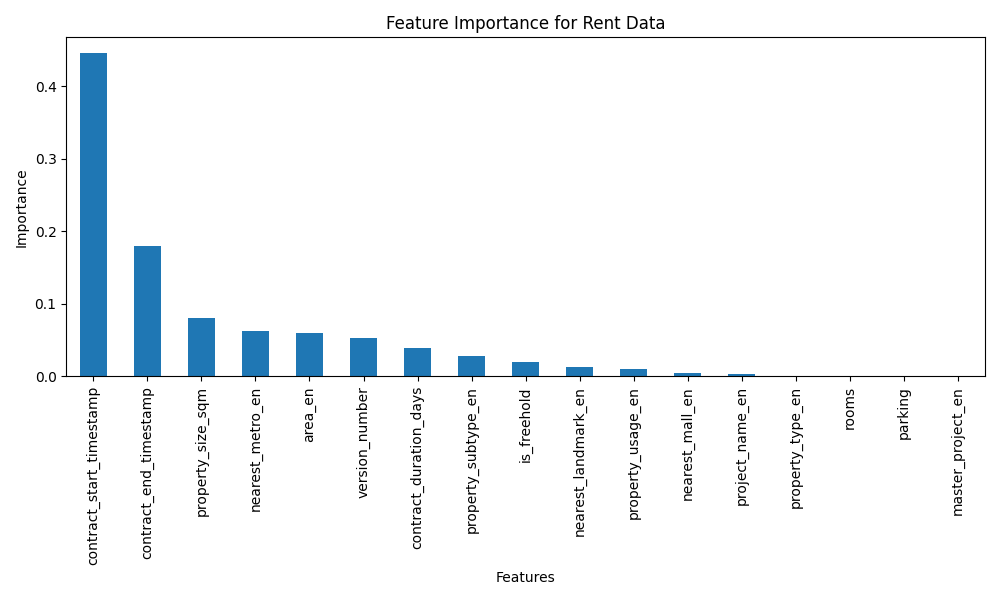 Feature Importance for Rent Data
Importance
0.4
0.3
0.2
0.1
0.0
contract_start_timestamp
contract_end_timestamp
property_size_sqm
nearest_metro_en
area_en
version_number
contract_duration_days
property_subtype_en
is_freehold
nearest_landmark_en
property_usage_en
nearest_mall_en
project_name_en
property_type_en
rooms
parking
master_project_en
Features